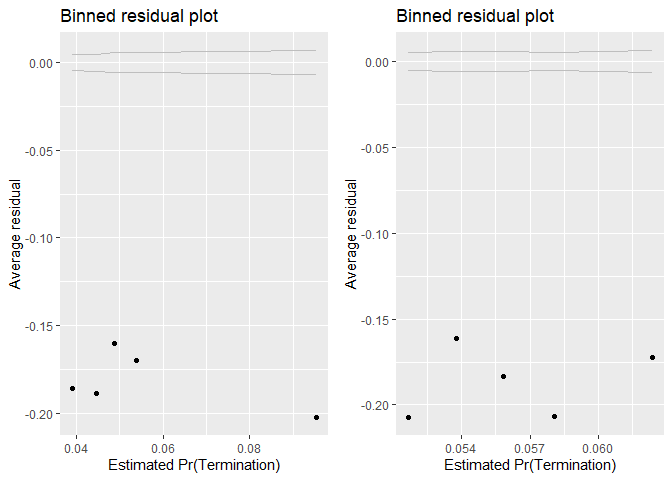 Binned residual plot
0.00
-0.05
-0.10
-0.15
-0.20
Average residual
0.04 0.06 0.08
Estimated Pr(Termination)
Binned residual plot
0.00
-0.05
-0.10
-0.15
-0.20
Average residual
0.054 0.057 0.060
Estimated Pr(Termination)